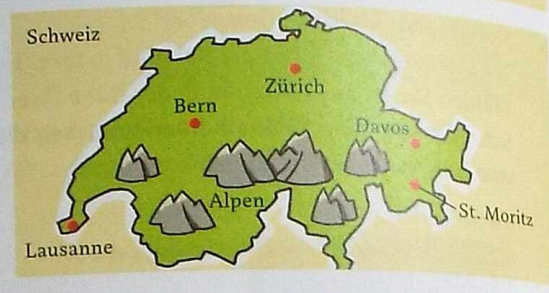 Schweiz
Zürich
Bern
Davos
Alpen
St. Moritz
Lausanne